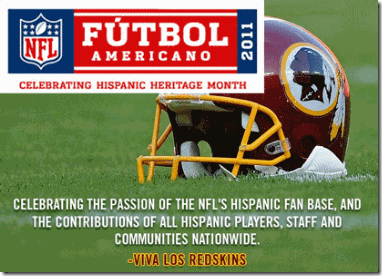 NFL
FÚTBOL
AMERICANO
2011
CELEBRATING HISPANIC HERITAGE MONTH
CELEBRATING THE PASSION OF THE NFL'S HISPANIC FAN BASE, AND
THE CONTRIBUTIONS OF ALL HISPANIC PLAYERS, STAFF AND
COMMUNITIES NATIONWIDE.
-VIVA LOS REDSKINS